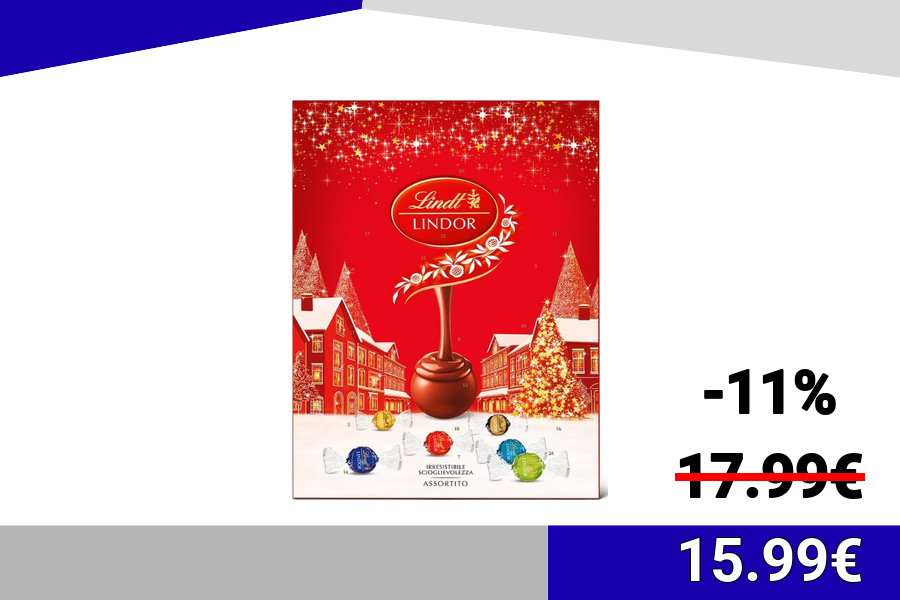 Lindt
LINDOR
IRRESISTIBILE
SCIOGLIEVOLEZZA
ASSORTITO
-11%
17.99€
15.99€